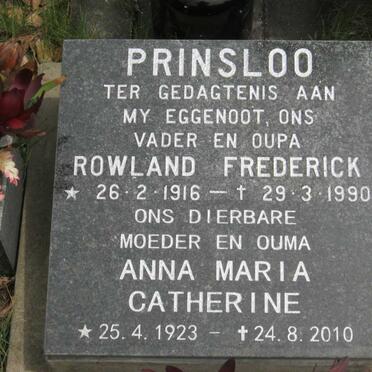 PRINSLOO
TER GEDAGTENIS AAN
MY EGGENOOT, ONS
VADER EN OUPA
ROWLAND FREDERICK
★ 26·2·1916 – † 29·3·1990
ONS DIERBARE
MOEDER EN OUMA
ANNA MARIA
CATHERINE
★ 25.4.1923 – ✝ 24.8.2010